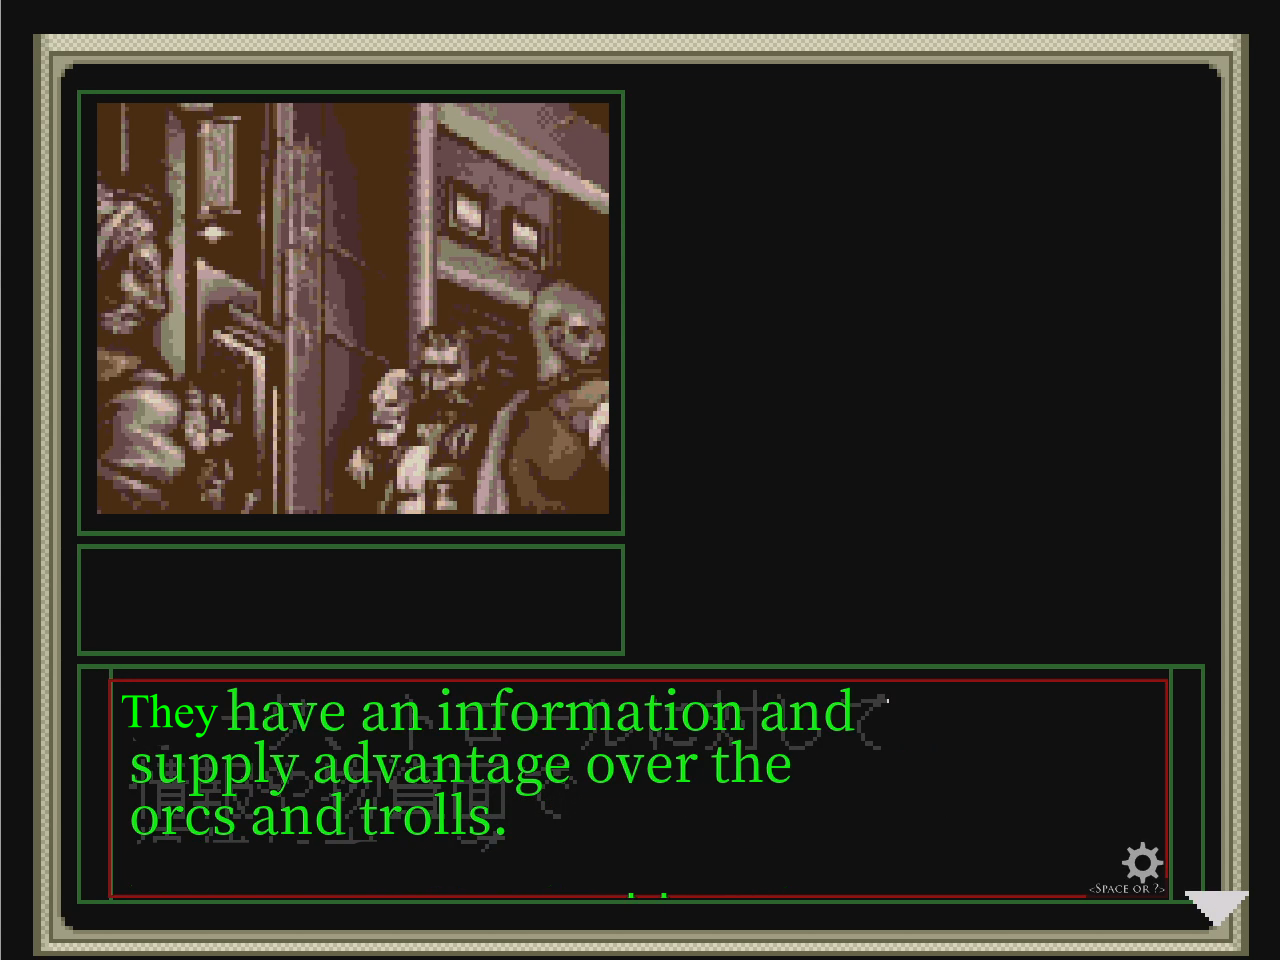 They have an information and
supply advantage over the
orcs and trolls.
<SPACE OR ?>